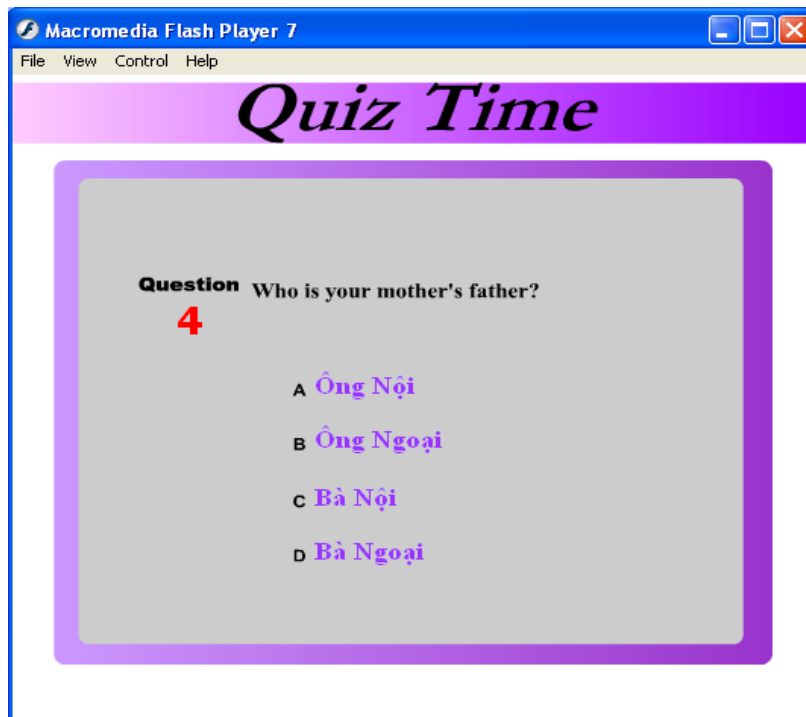 Macromedia Flash Player 7
File View Control Help
Quiz Time
Question Who is your mother's father?
4
A Ông Nội
B Ông Ngoại
C Bà Nội
D Bà Ngoại